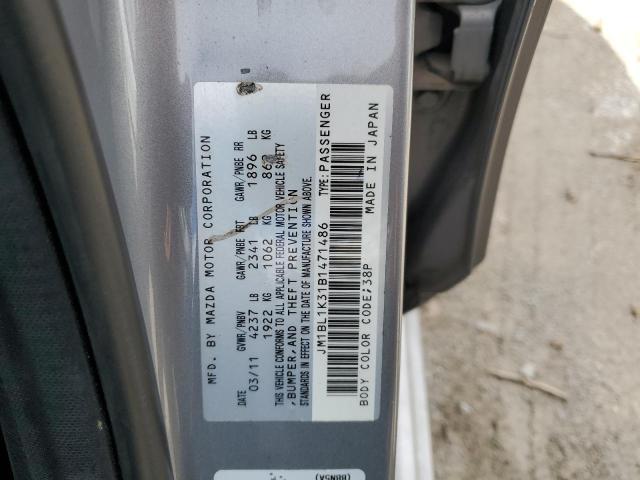 MFD. BY MAZDA MOTOR CORPORATION
DATE GVWR/PNBV GAWR/PNBE FRT GAWR/PNBE RR
03/11 4237 LB 2341 LB 1896 LB
1922 KG 1062 KG KG
THIS VEHICLE CONFORMS TO ALL APPLICABLE FEDERAL MOTOR VEHICLE SAFETY
, BUMPER, AND THEFT PREVENTION
STANDARDS IN EFFECT ON THE DATE OF MANUFACTURE SHOWN ABOVE.
JM1BL1K31B1471486 TYPE:PASSENGER
BODY COLOR CODE;38P MADE IN JAPAN
(BBN5A)